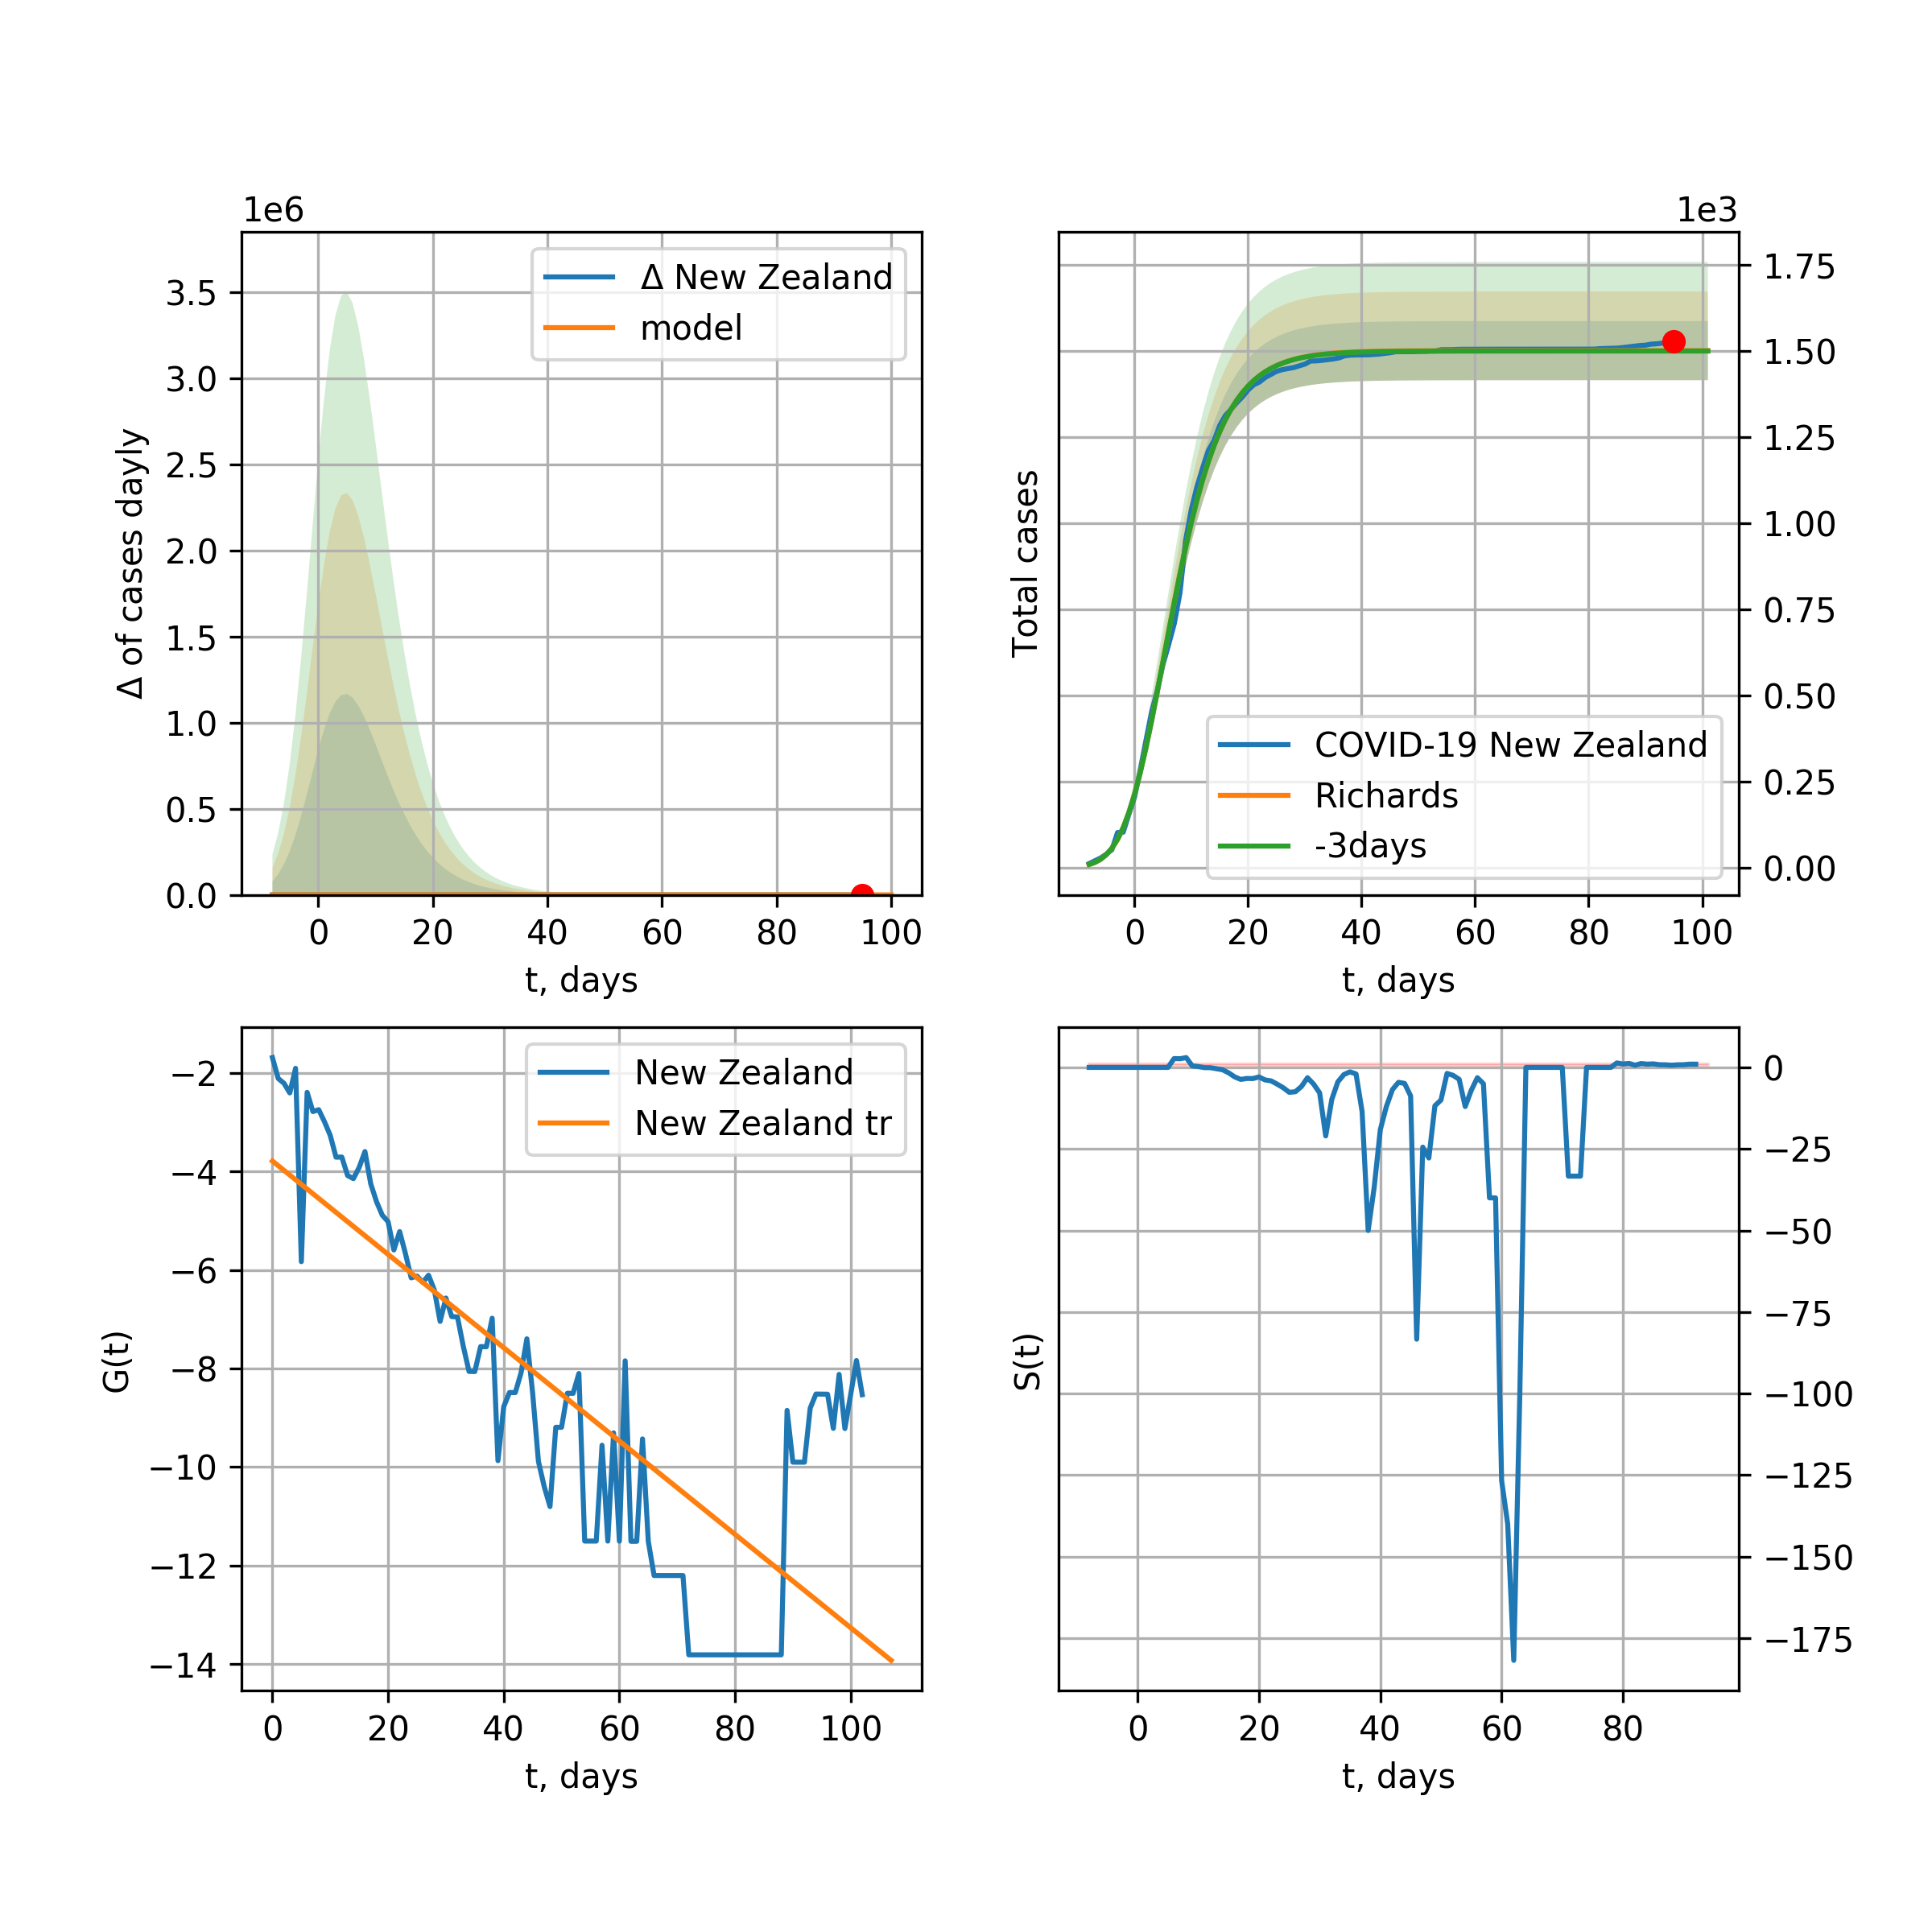 1e6
Δ of cases dayly
3.5
3.0
2.5
2.0
1.5
1.0
0.5
0.0
0 20 40 60 80 100
t, days
Δ New Zealand
model
1e3
Total cases
1.75
1.50
1.25
1.00
0.75
0.50
0.25
0.00
0 20 40 60 80 100
t, days
COVID-19 New Zealand
Richards
-3days
G(t)
−2
−4
−6
−8
−10
−12
−14
0 20 40 60 80 100
t, days
New Zealand
New Zealand tr
S(t)
0
−25
−50
−75
−100
−125
−150
−175
0 20 40 60 80
t, days